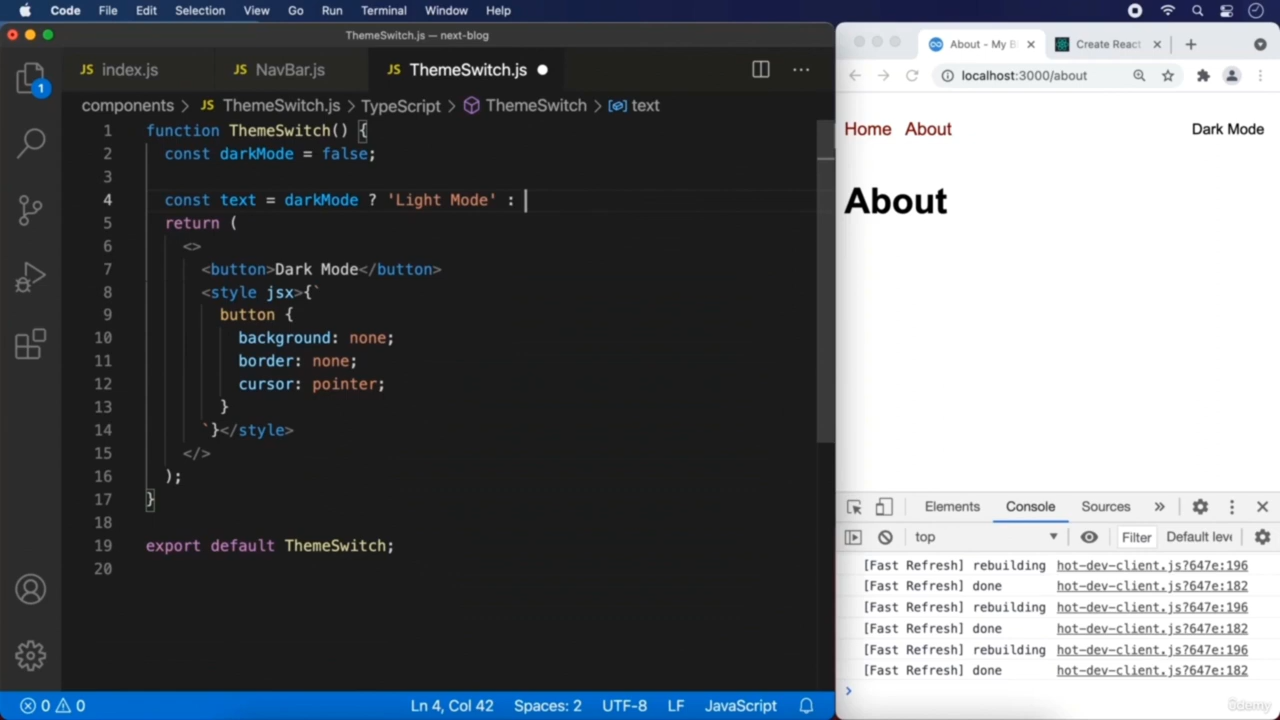 Code File Edit Selection View Go Run Terminal Window Help
ThemeSwitch.js — next-blog
JS index.js JS NavBar.js JS ThemeSwitch.js
components > JS ThemeSwitch.js > TypeScript > ThemeSwitch > text
1 function ThemeSwitch() {
2 const darkMode = false;
3
4 const text = darkMode ? 'Light Mode' :
5 return (
6 <>
7 <button>Dark Mode</button>
8 <style jsx>{`
9 button {
10 background: none;
11 border: none;
12 cursor: pointer;
13 }
14 `}</style>
15 </>
16 );
17 }
18
19 export default ThemeSwitch;
20
1
0 0 Ln 4, Col 42 Spaces: 2 UTF-8 LF JavaScript
About - My B Create React
localhost:3000/about
Home About Dark Mode
About
Elements Console Sources »
top Filter Default leve
[Fast Refresh] rebuilding hot-dev-client.js?647e:196
[Fast Refresh] done hot-dev-client.js?647e:182
[Fast Refresh] rebuilding hot-dev-client.js?647e:196
[Fast Refresh] done hot-dev-client.js?647e:182
[Fast Refresh] rebuilding hot-dev-client.js?647e:196
[Fast Refresh] done hot-dev-client.js?647e:182
>
ûdemy